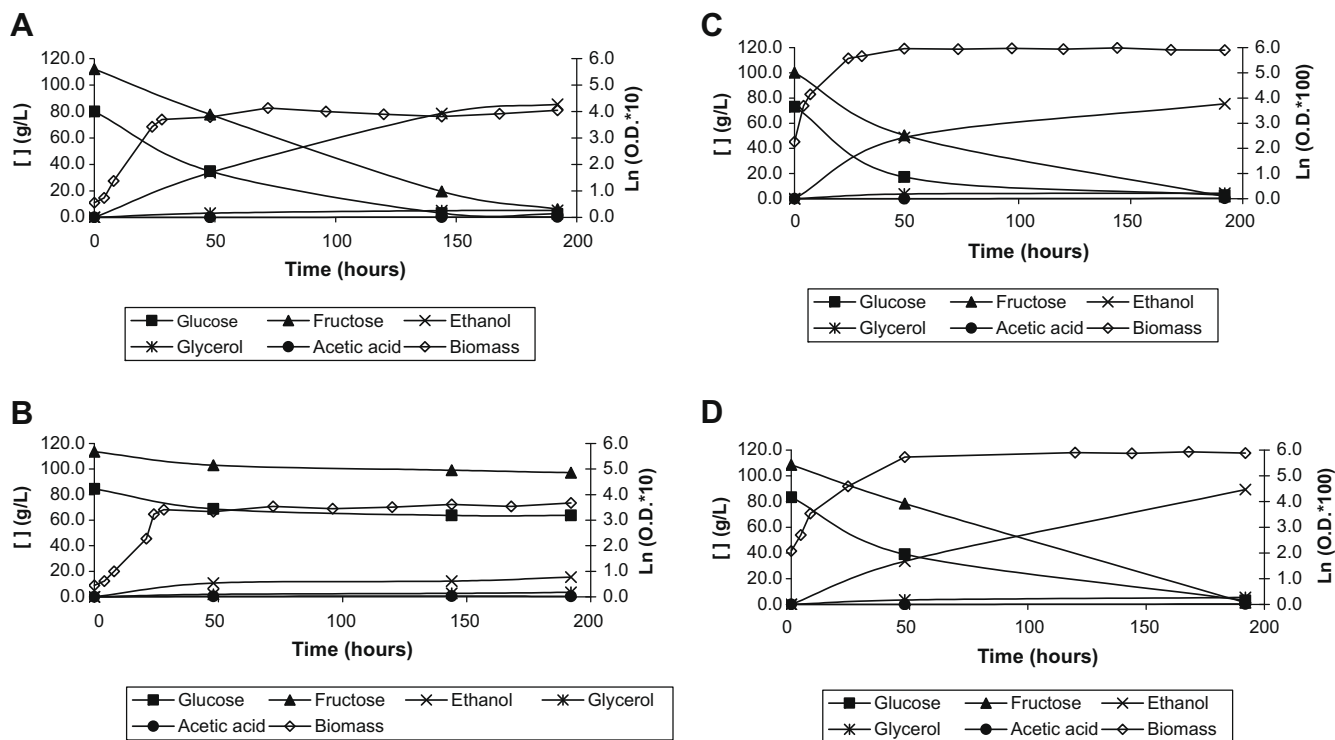 A
120.0
100.0
80.0
60.0
40.0
20.0
0.0
[ ] (g/L)
6.0
5.0
4.0
3.0
2.0
1.0
0.0
Ln (O.D.*10)
0 50 100 150 200
Time (hours)
Glucose Fructose Ethanol
Glycerol Acetic acid Biomass
B
120.0
100.0
80.0
60.0
40.0
20.0
0.0
[ ] (g/L)
6.0
5.0
4.0
3.0
2.0
1.0
0.0
Ln (O.D.*10)
0 50 100 150 200
Time (hours)
Glucose Fructose Ethanol Glycerol
Acetic acid Biomass
C
120.0
100.0
80.0
60.0
40.0
20.0
0.0
[ ] (g/L)
6.0
5.0
4.0
3.0
2.0
1.0
0.0
Ln (O.D.*100)
0 50 100 150 200
Time (hours)
Glucose Fructose Ethanol
Glycerol Acetic acid Biomass
D
120.0
100.0
80.0
60.0
40.0
20.0
0.0
[ ] (g/L)
6.0
5.0
4.0
3.0
2.0
1.0
0.0
Ln (O.D.*100)
0 50 100 150 200
Time (hours)
Glucose Fructose Ethanol
Glycerol Acetic acid Biomass